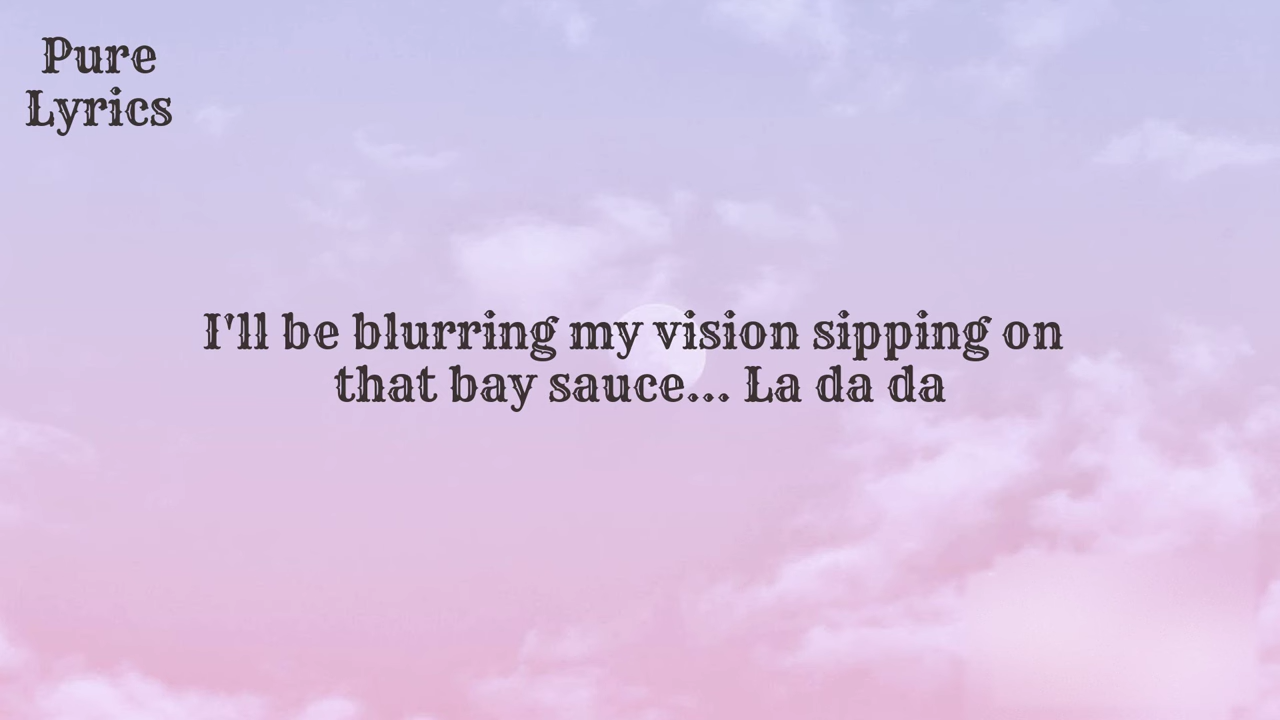 Pure
Lyrics
I'll be blurring my vision sipping on
that bay sauce... La da da